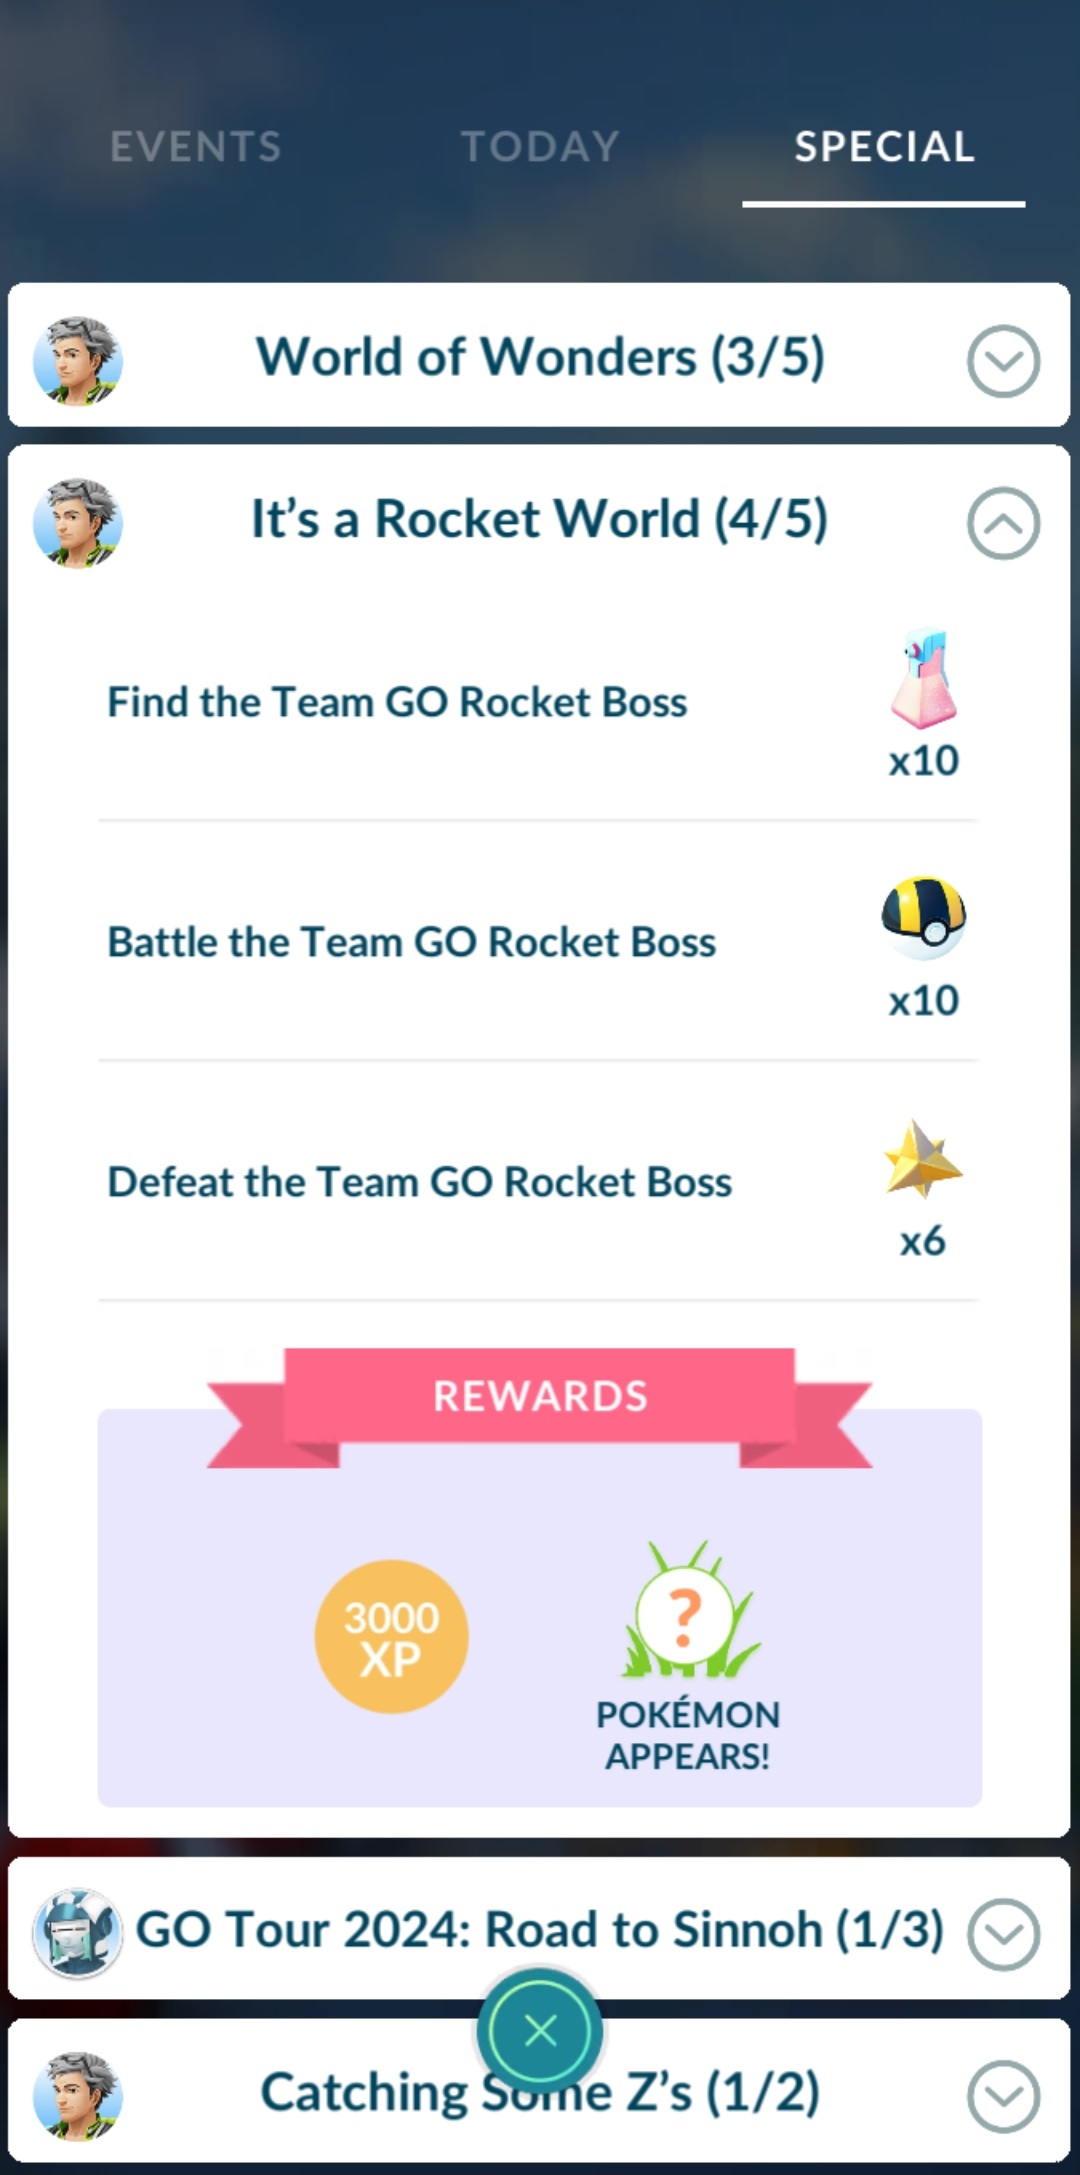 EVENTS
TODAY
SPECIAL
World of Wonders (3/5)
It’s a Rocket World (4/5)
Find the Team GO Rocket Boss
x10
Battle the Team GO Rocket Boss
x10
Defeat the Team GO Rocket Boss
x6
REWARDS
3000
XP
?
POKÉMON
APPEARS!
GO Tour 2024: Road to Sinnoh (1/3)
Catching Some Z’s (1/2)